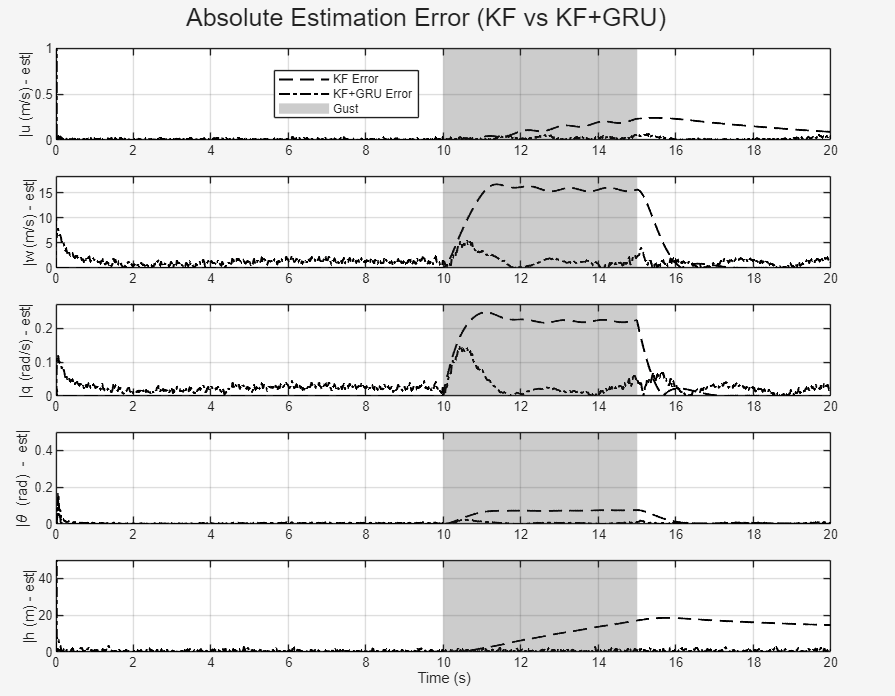 Absolute Estimation Error (KF vs KF+GRU)
|u (m/s) - est|
1
0.5
0
KF Error
KF+GRU Error
Gust
0 2 4 6 8 10 12 14 16 18 20
|w (m/s) - est|
15
10
5
0
0 2 4 6 8 10 12 14 16 18 20
|q (rad/s) - est|
0.2
0.1
0
0 2 4 6 8 10 12 14 16 18 20
|θ (rad) - est|
0.4
0.2
0
0 2 4 6 8 10 12 14 16 18 20
|h (m) - est|
40
20
0
0 2 4 6 8 10 12 14 16 18 20
Time (s)